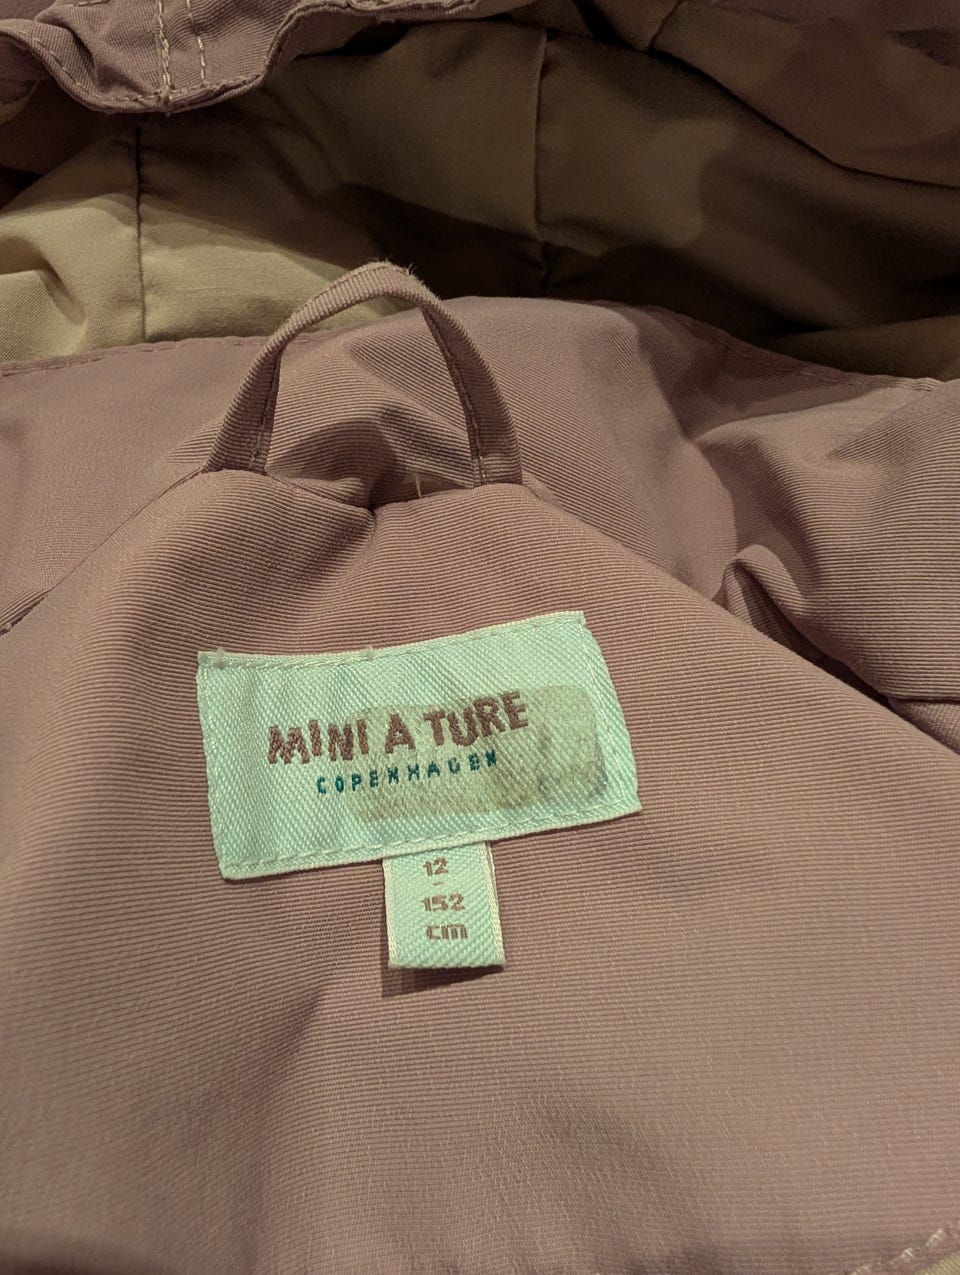 MINI A TURE
COPENHAGEN
12
-
152
cm